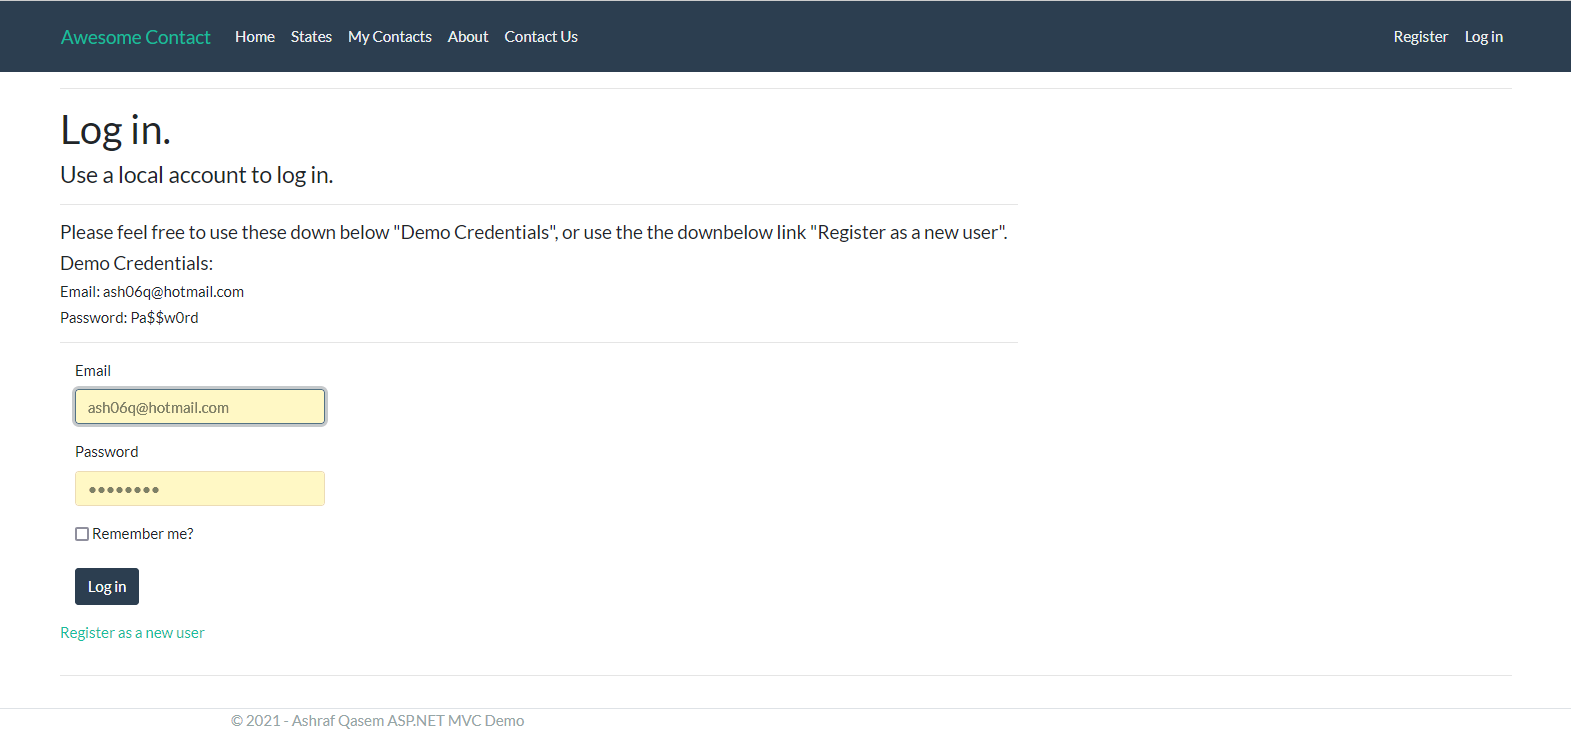 Awesome Contact Home States My Contacts About Contact Us Register Log in
Log in.
Use a local account to log in.
Please feel free to use these down below "Demo Credentials", or use the the downbelow link "Register as a new user".
Demo Credentials:
Email: ash06q@hotmail.com
Password: Pa$$w0rd
Email
ash06q@hotmail.com
Password
••••••••
Remember me?
Log in
Register as a new user
© 2021 - Ashraf Qasem ASP.NET MVC Demo